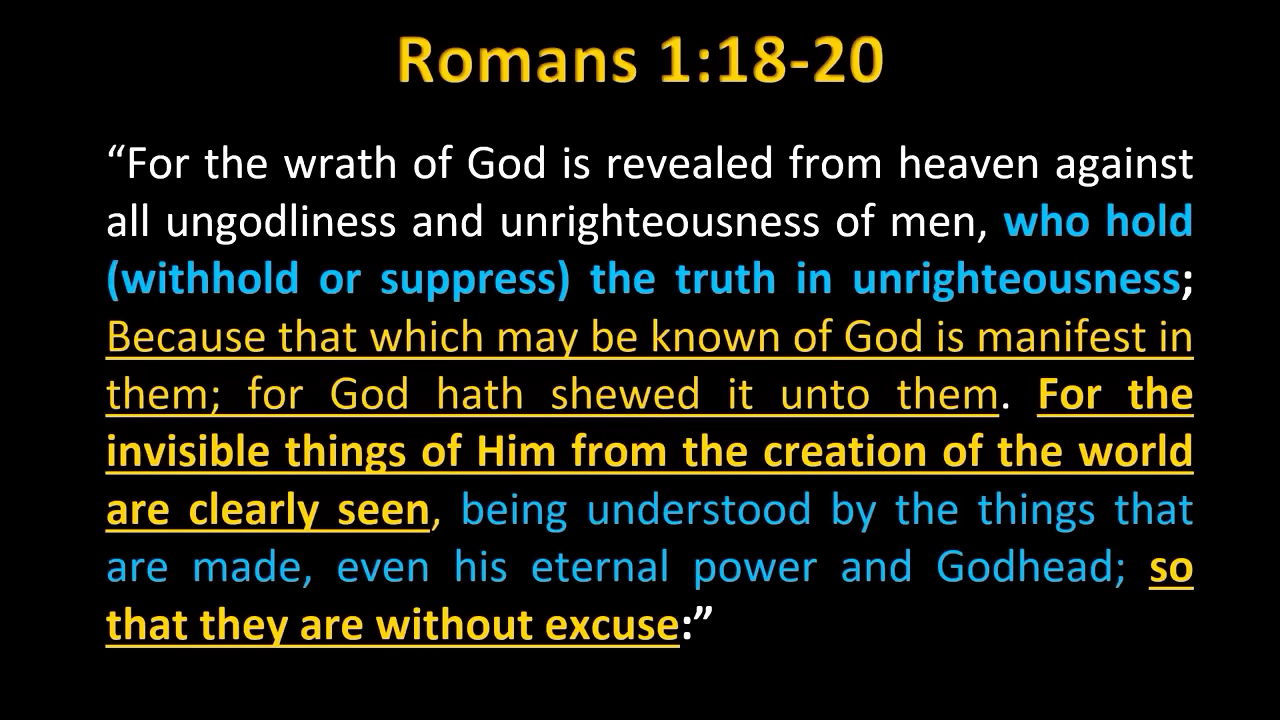 Romans 1:18-20
“For the wrath of God is revealed from heaven against
all ungodliness and unrighteousness of men, who hold
(withhold or suppress) the truth in unrighteousness;
Because that which may be known of God is manifest in
them; for God hath shewed it unto them. For the
invisible things of Him from the creation of the world
are clearly seen, being understood by the things that
are made, even his eternal power and Godhead; so
that they are without excuse:”